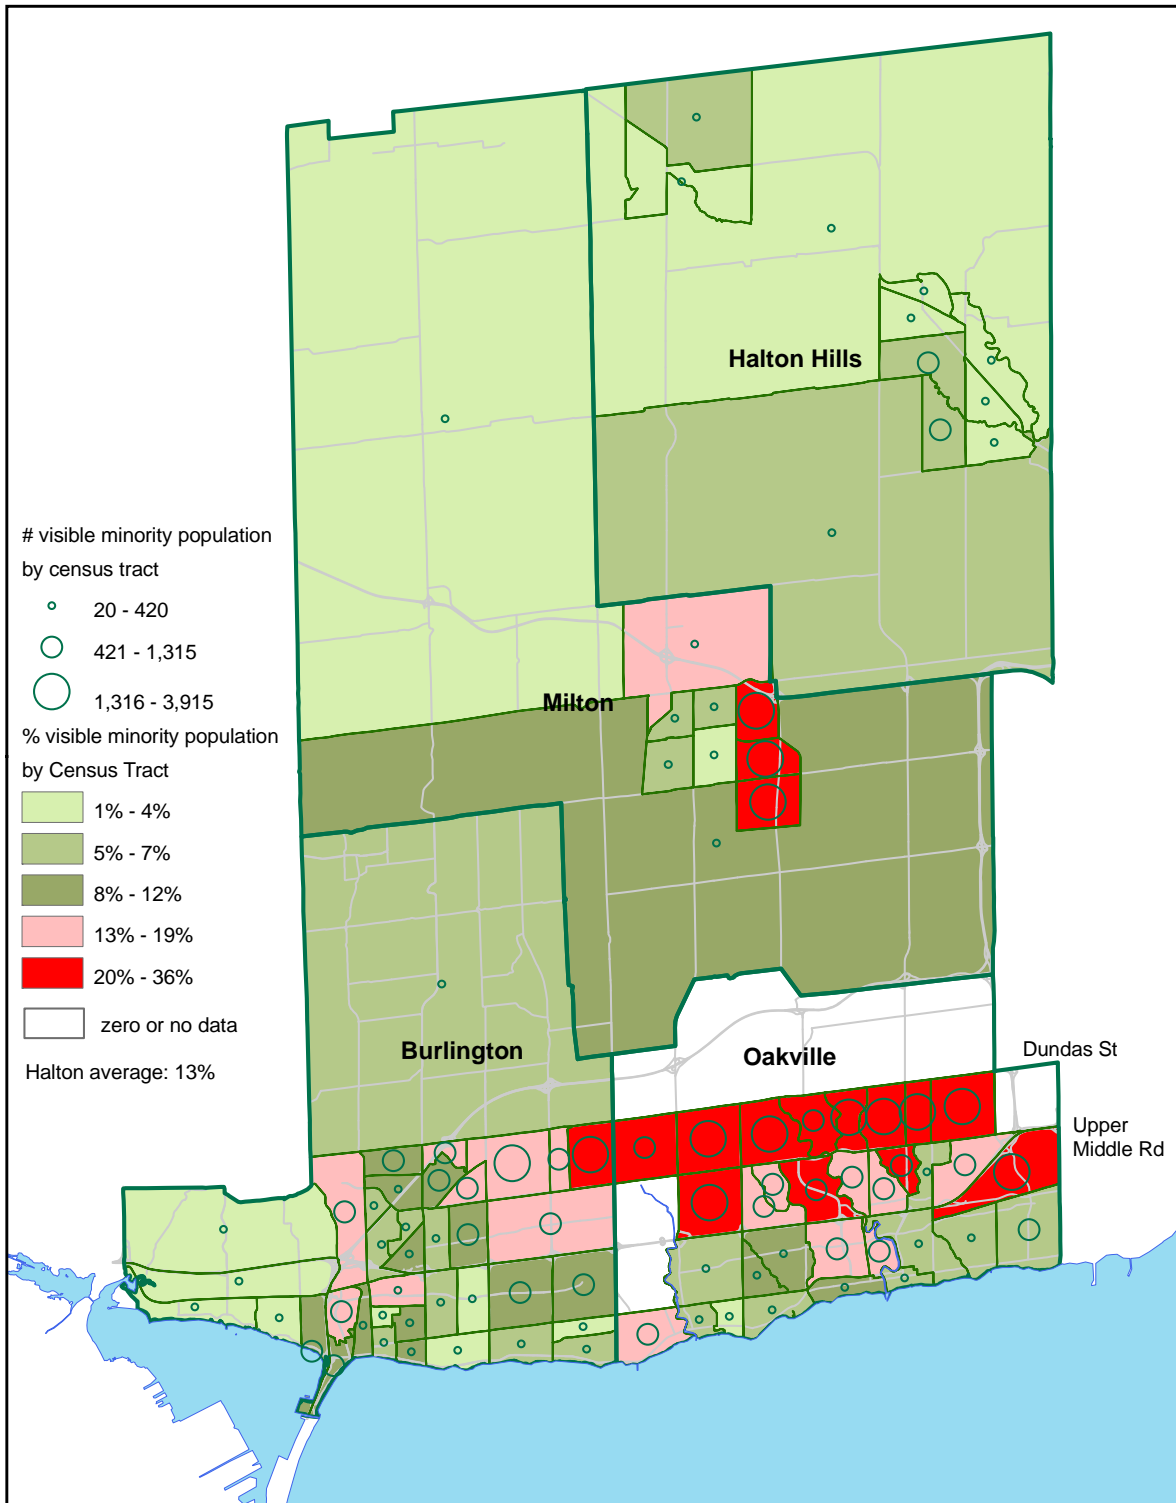 Halton Hills
# visible minority population
by census tract
20 - 420
421 - 1,315
1,316 - 3,915
% visible minority population
by Census Tract
1% - 4%
5% - 7%
8% - 12%
13% - 19%
20% - 36%
zero or no data
Halton average: 13%
Milton
Burlington
Oakville
Dundas St
Upper
Middle Rd